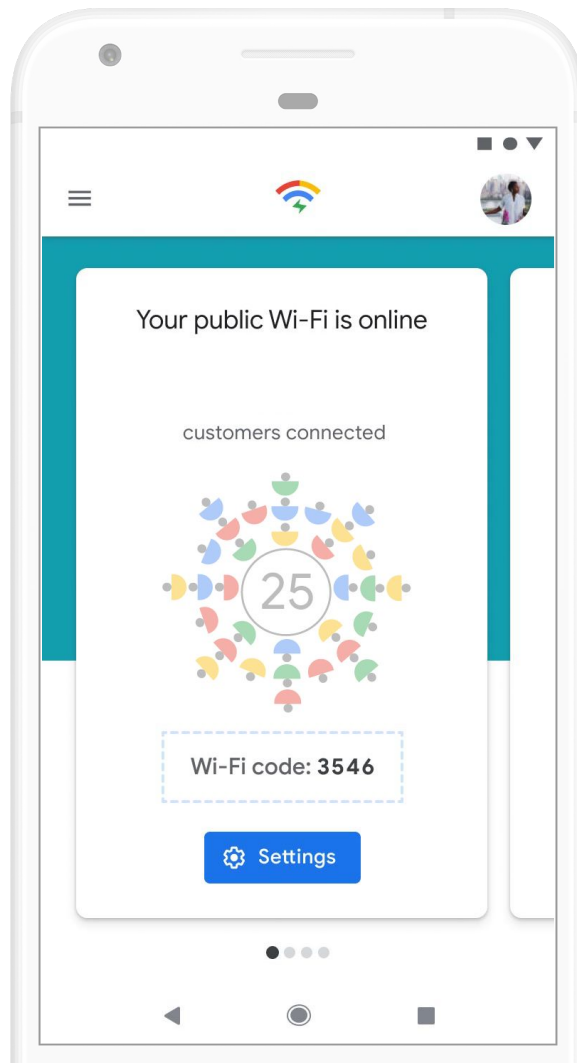 Your public Wi-Fi is online
customers connected
25
Wi-Fi code: 3546
Settings